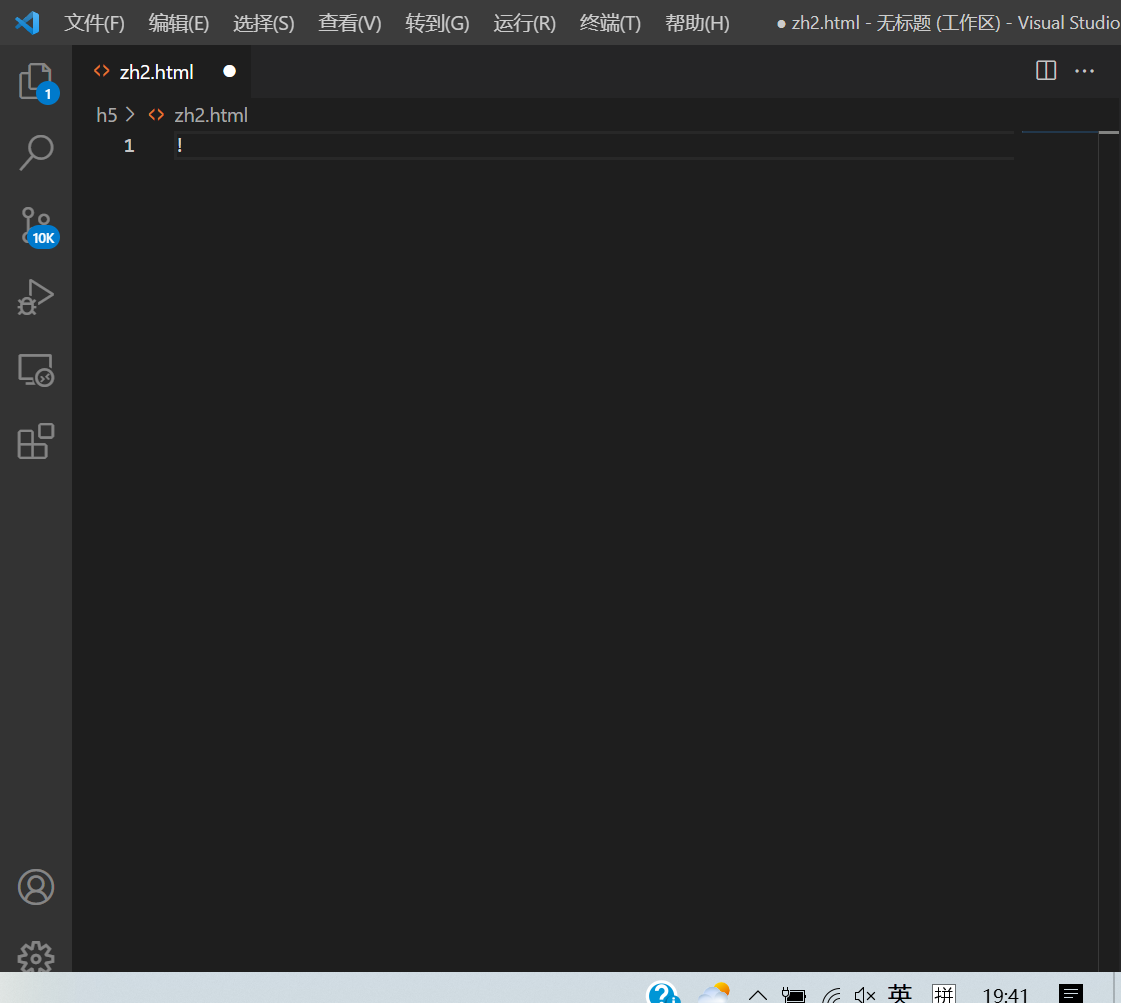 文件(F) 编辑(E) 选择(S) 查看(V) 转到(G) 运行(R) 终端(T) 帮助(H) ● zh2.html - 无标题 (工作区) - Visual Studio
zh2.html
1
h5 > zh2.html
1 !
10K
英 拼 19:41